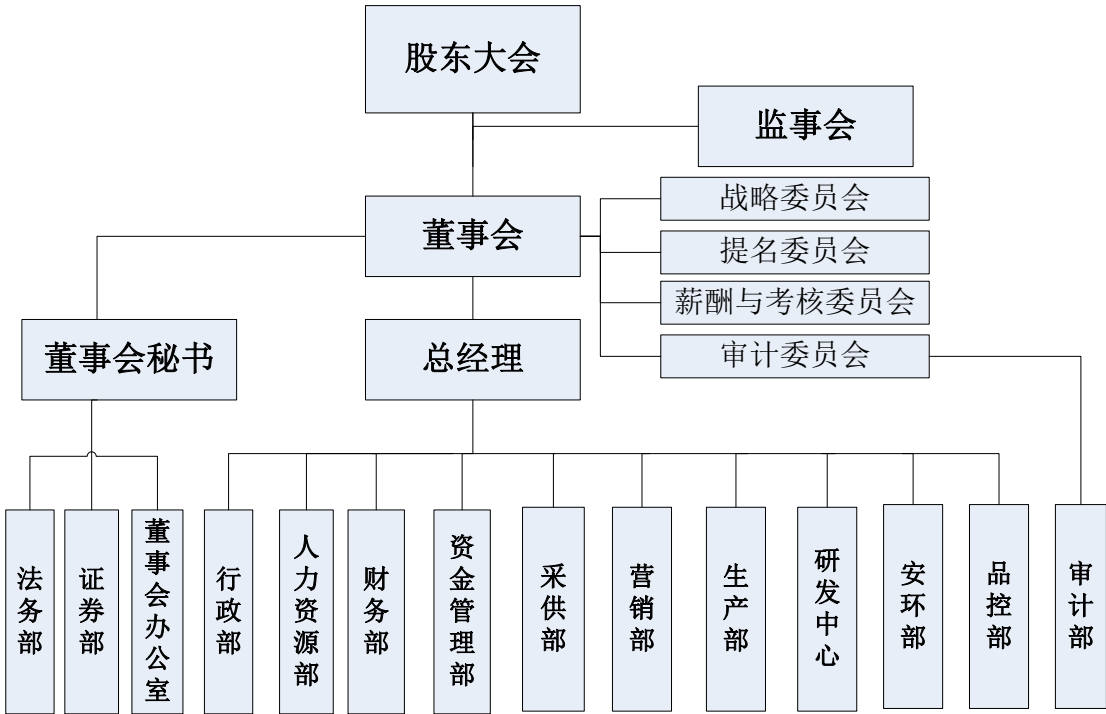 股东大会
监事会
战略委员会
董事会
提名委员会
薪酬与考核委员会
董事会秘书
总经理
审计委员会
法务部
证券部
董事会办公室
行政部
人力资源部
财务部
资金管理部
采供部
营销部
生产部
研发中心
安环部
品控部
审计部